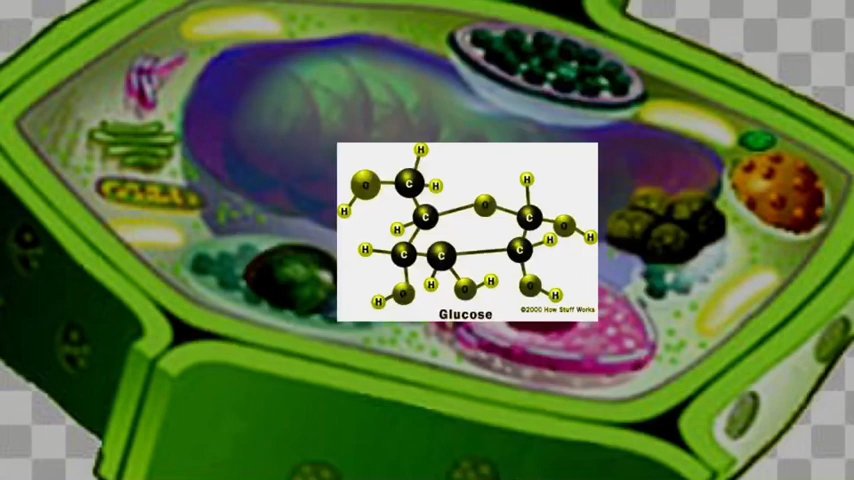 H
O C H
H
H C O C
H O H
H C C C H
H O H O H O H
Glucose
©2000 How Stuff Works